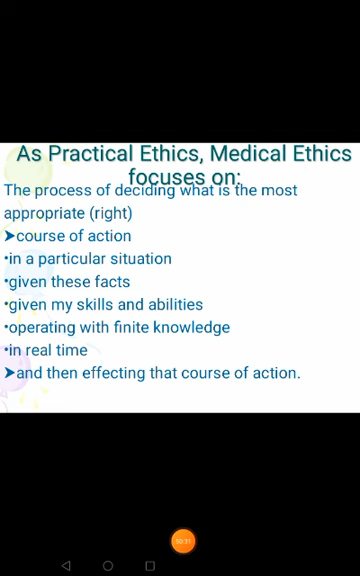 As Practical Ethics, Medical Ethics
focuses on:
The process of deciding what is the most
appropriate (right)
➤course of action
•in a particular situation
•given these facts
•given my skills and abilities
•operating with finite knowledge
•in real time
➤and then effecting that course of action.
00:31